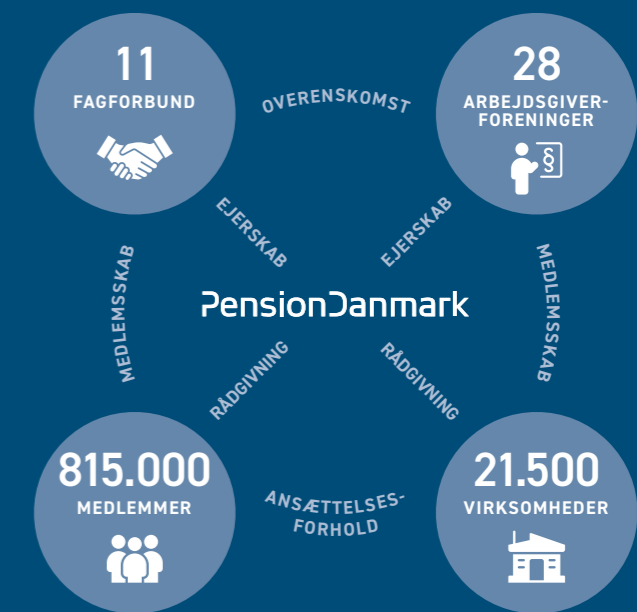 11
FAGFORBUND
OVERENSKOMST
28
ARBEJDSGIVER-
FORENINGER
§
EJERSKAB
EJERSKAB
MEDLEMSSKAB
PensionDanmark
MEDLEMSSKAB
RÅDGIVNING
RÅDGIVNING
815.000
MEDLEMMER
ANSÆTTELSES-
FORHOLD
21.500
VIRKSOMHEDER